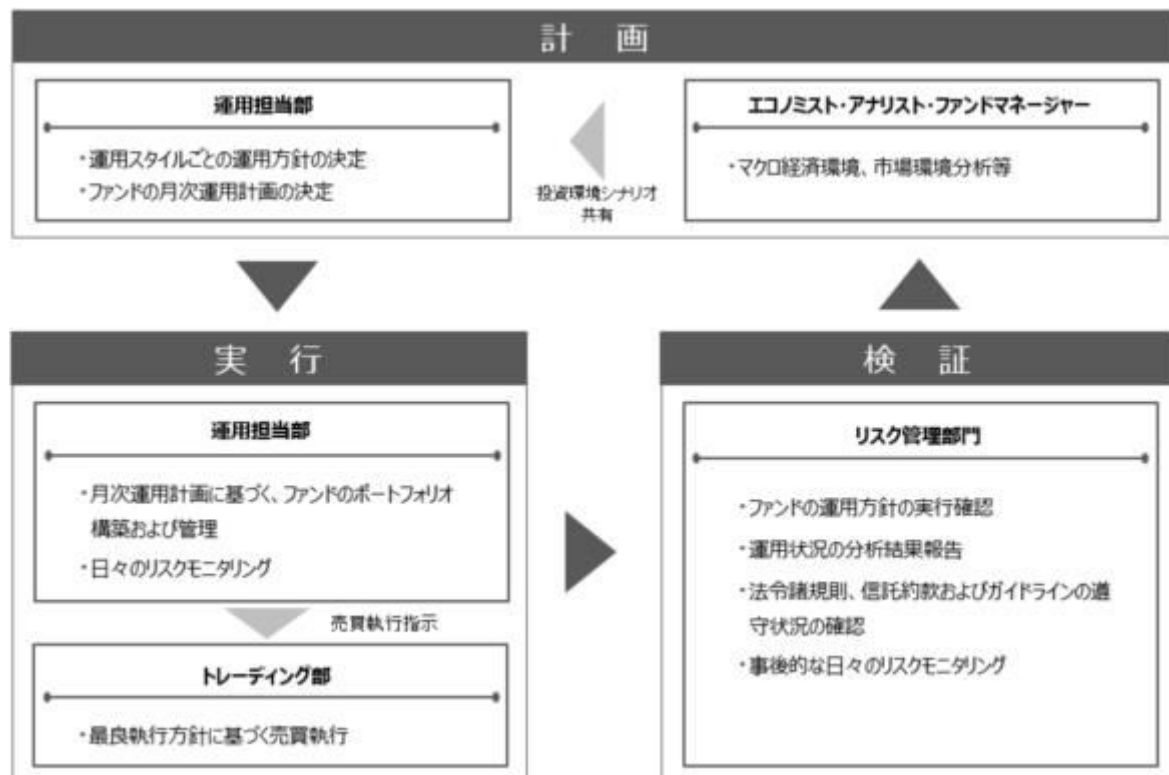 計 画
運用担当部
・運用スタイルごとの運用方針の決定
・ファンドの月次運用計画の決定
投資環境シナリオ
共有
エコノミスト・アナリスト・ファンドマネージャー
・マクロ経済環境、市場環境分析等
実 行
運用担当部
・月次運用計画に基づく、ファンドのポートフォリオ
構築および管理
・日々のリスクモニタリング
売買執行指示
トレーディング部
・最良執行方針に基づく売買執行
検 証
リスク管理部門
・ファンドの運用方針の実行確認
・運用状況の分析結果報告
・法令諸規則、信託約款およびガイドラインの遵
守状況の確認
・事後的な日々のリスクモニタリング